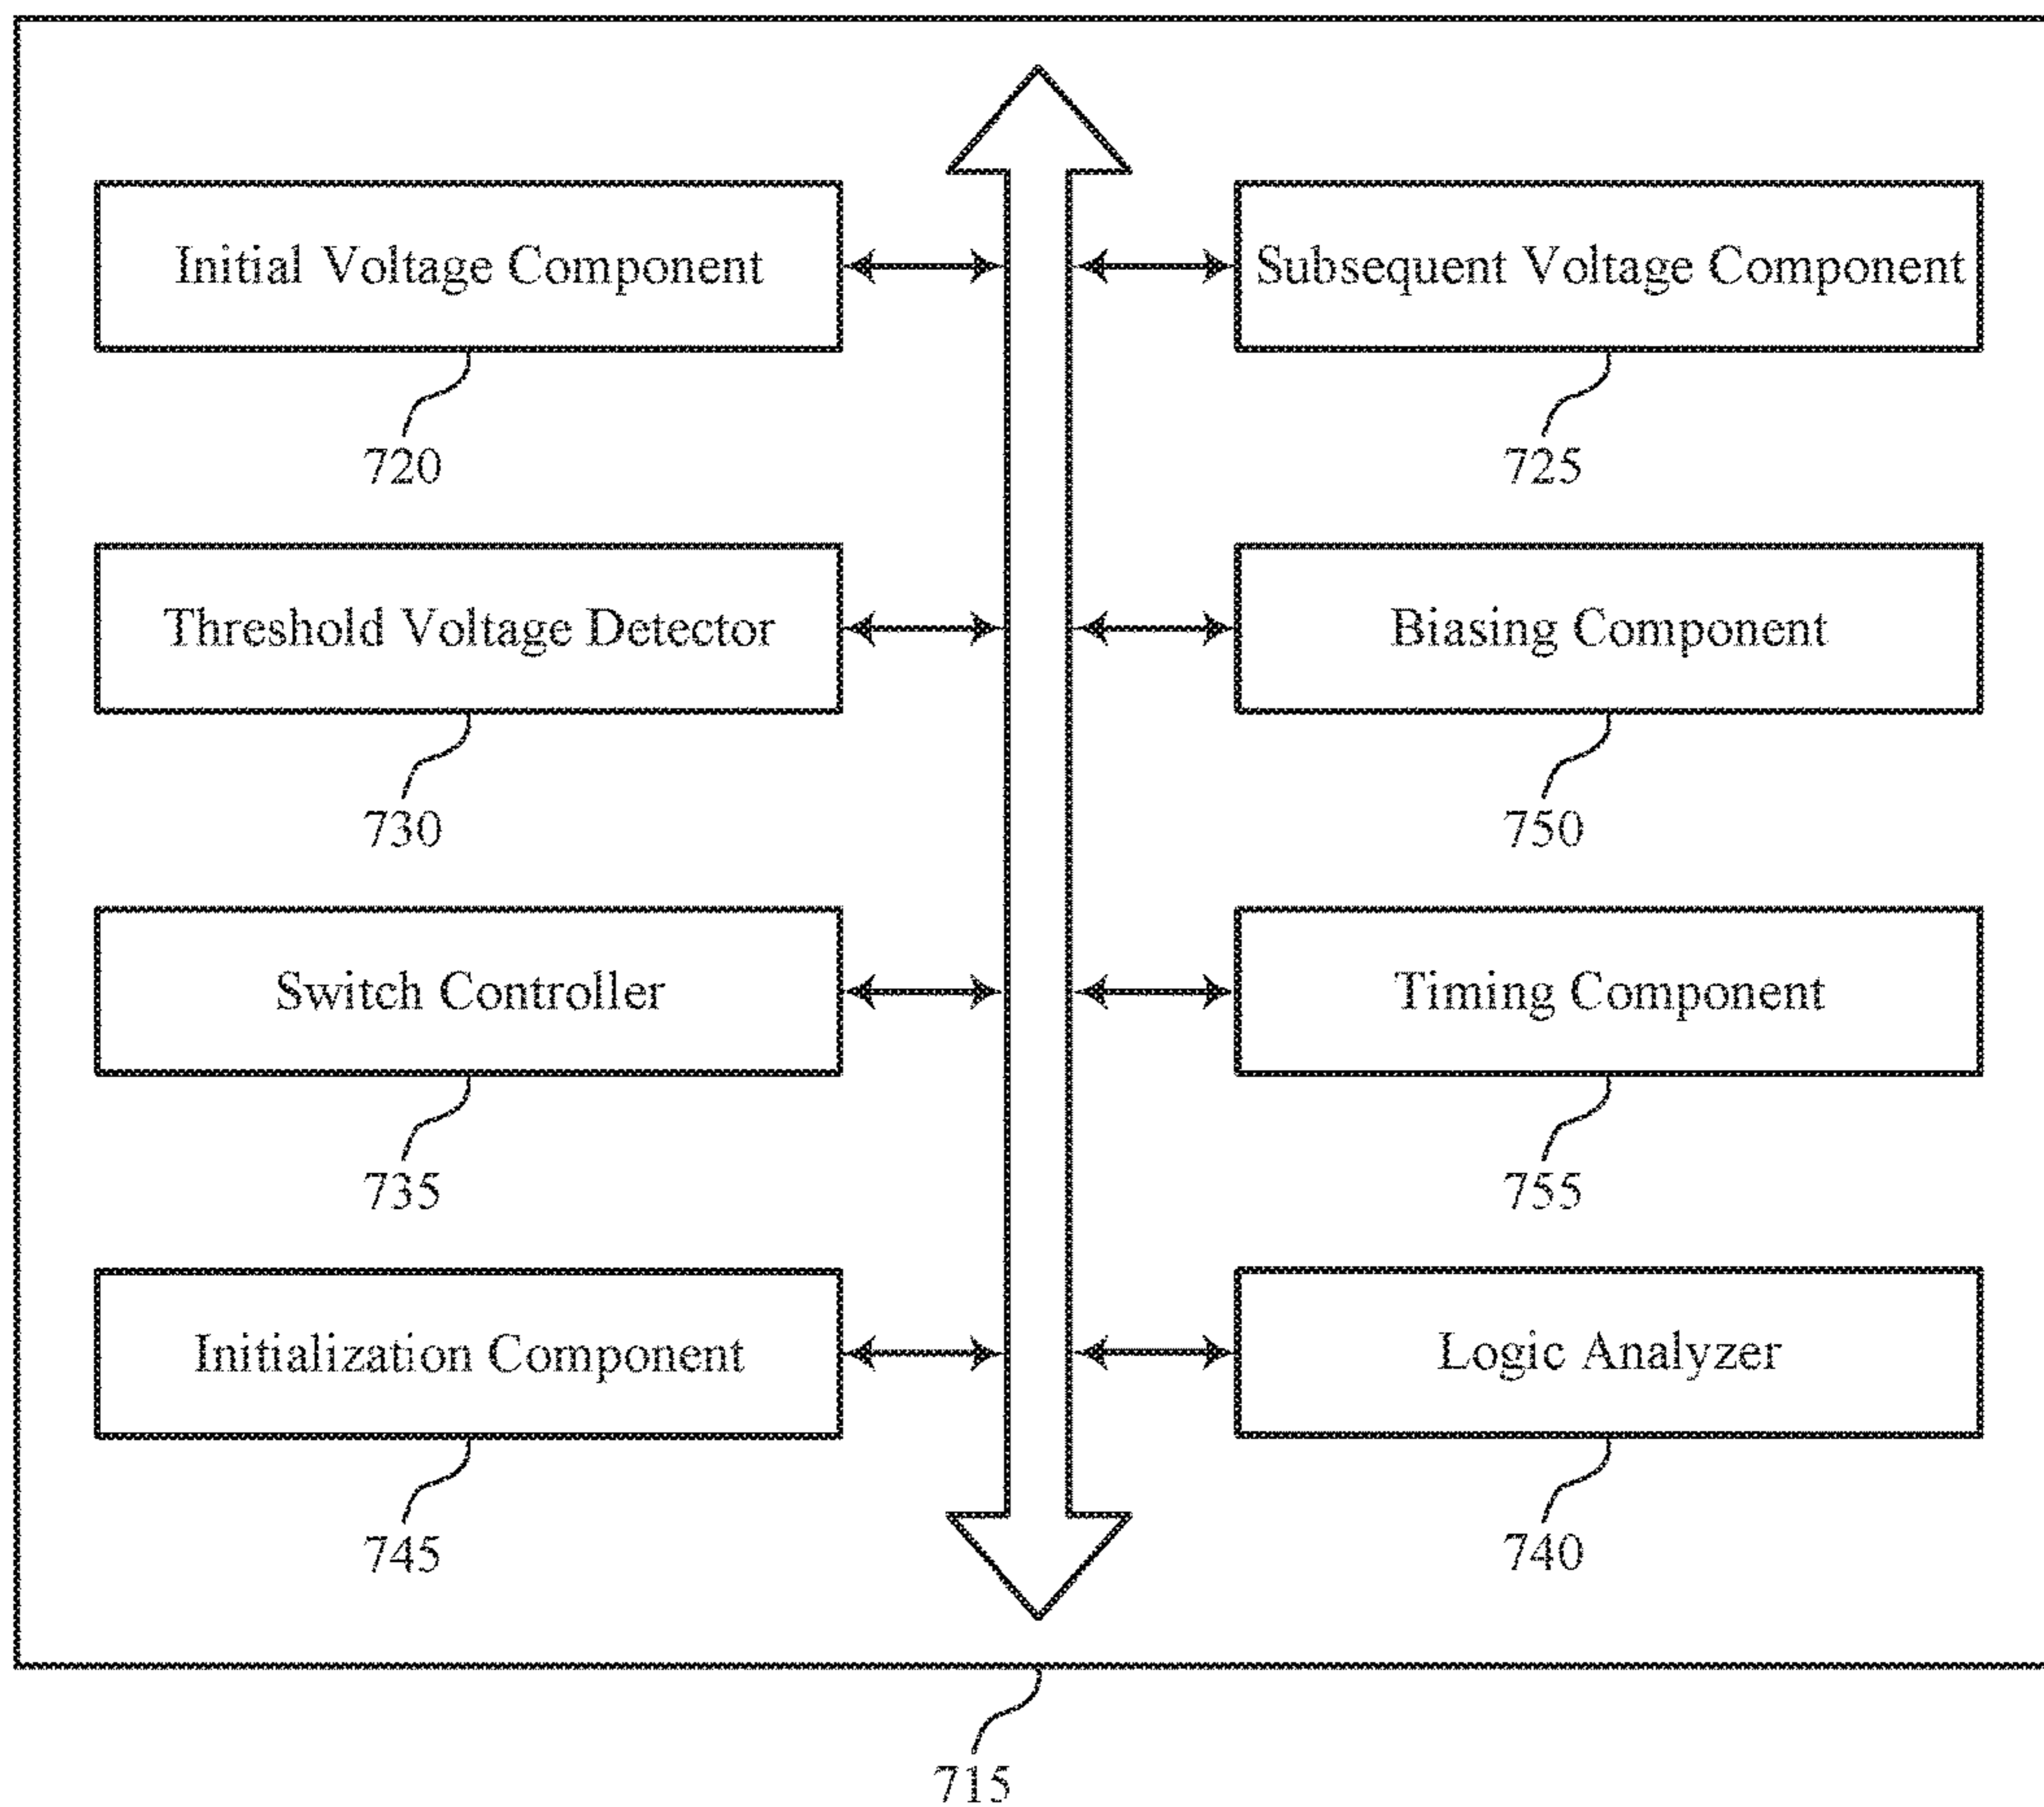 Initial Voltage Component
Subsequent Voltage Component
720
725
Threshold Voltage Detector
Biasing Component
730
750
Switch Controller
Timing Component
735
755
Initialization Component
Logic Analyzer
745
740
715